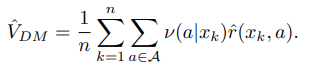 $$\hat{V}_{DM} = \frac{1}{n} \sum_{k=1}^{n} \sum_{a \in \mathcal{A}} \nu(a|x_k)\hat{r}(x_k, a).$$